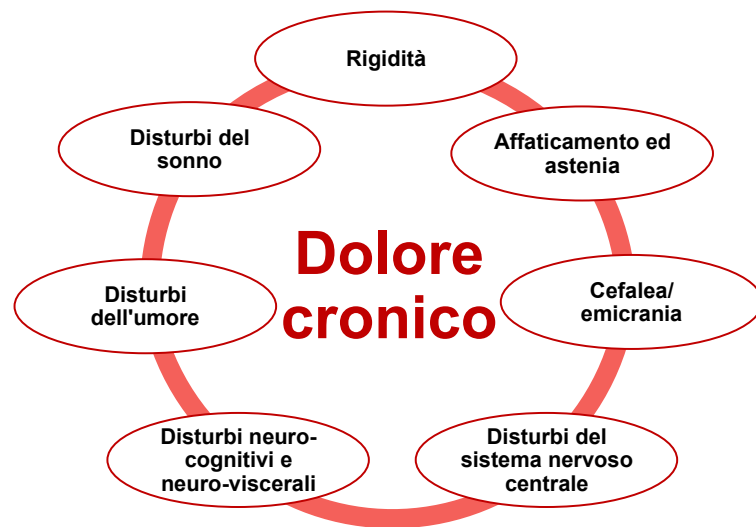 Rigidità
Affaticamento ed
astenia
Cefalea/
emicrania
Disturbi del
sistema nervoso
centrale
Disturbi neuro-
cognitivi e
neuro-viscerali
Disturbi
dell'umore
Disturbi del
sonno
Dolore
cronico